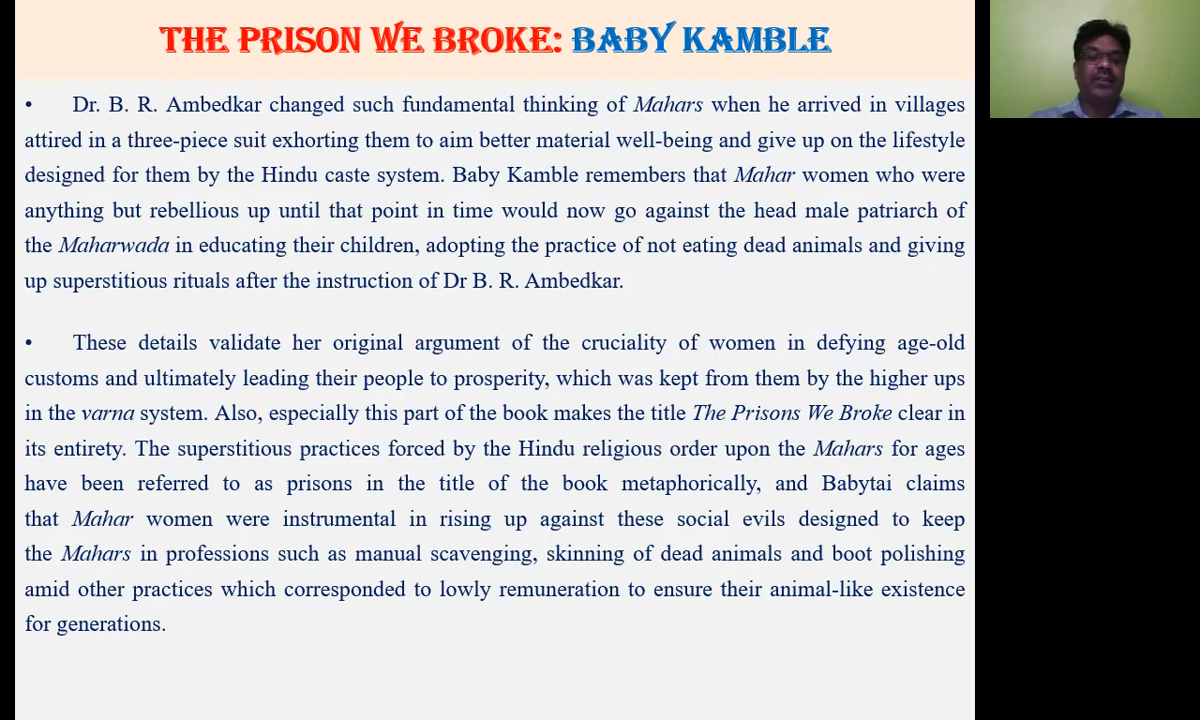 THE PRISON WE BROKE: BABY KAMBLE
• Dr. B. R. Ambedkar changed such fundamental thinking of Mahars when he arrived in villages
attired in a three-piece suit exhorting them to aim better material well-being and give up on the lifestyle
designed for them by the Hindu caste system. Baby Kamble remembers that Mahar women who were
anything but rebellious up until that point in time would now go against the head male patriarch of
the Maharwada in educating their children, adopting the practice of not eating dead animals and giving
up superstitious rituals after the instruction of Dr B. R. Ambedkar.
• These details validate her original argument of the cruciality of women in defying age-old
customs and ultimately leading their people to prosperity, which was kept from them by the higher ups
in the varna system. Also, especially this part of the book makes the title The Prisons We Broke clear in
its entirety. The superstitious practices forced by the Hindu religious order upon the Mahars for ages
have been referred to as prisons in the title of the book metaphorically, and Babytai claims
that Mahar women were instrumental in rising up against these social evils designed to keep
the Mahars in professions such as manual scavenging, skinning of dead animals and boot polishing
amid other practices which corresponded to lowly remuneration to ensure their animal-like existence
for generations.